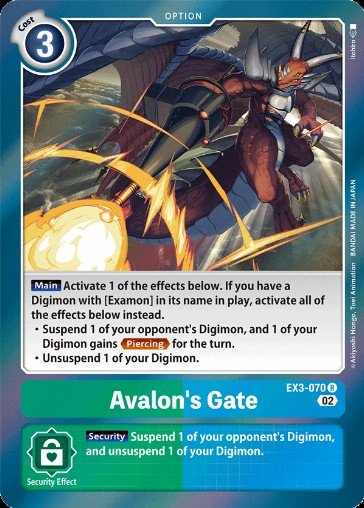 OPTION
Cost
3
Itohiro
Main Activate 1 of the effects below. If you have a
Digimon with [Examon] in its name in play, activate all of
the effects below instead.
・Suspend 1 of your opponent's Digimon, and 1 of your
Digimon gains Piercing for the turn.
・Unsuspend 1 of your Digimon.
©Akiyoshi Hongo, Toei Animation BANDAI MADE IN JAPAN
EX3-070 R
02
Avalon's Gate
Security Suspend 1 of your opponent's Digimon,
and unsuspend 1 of your Digimon.
Security Effect